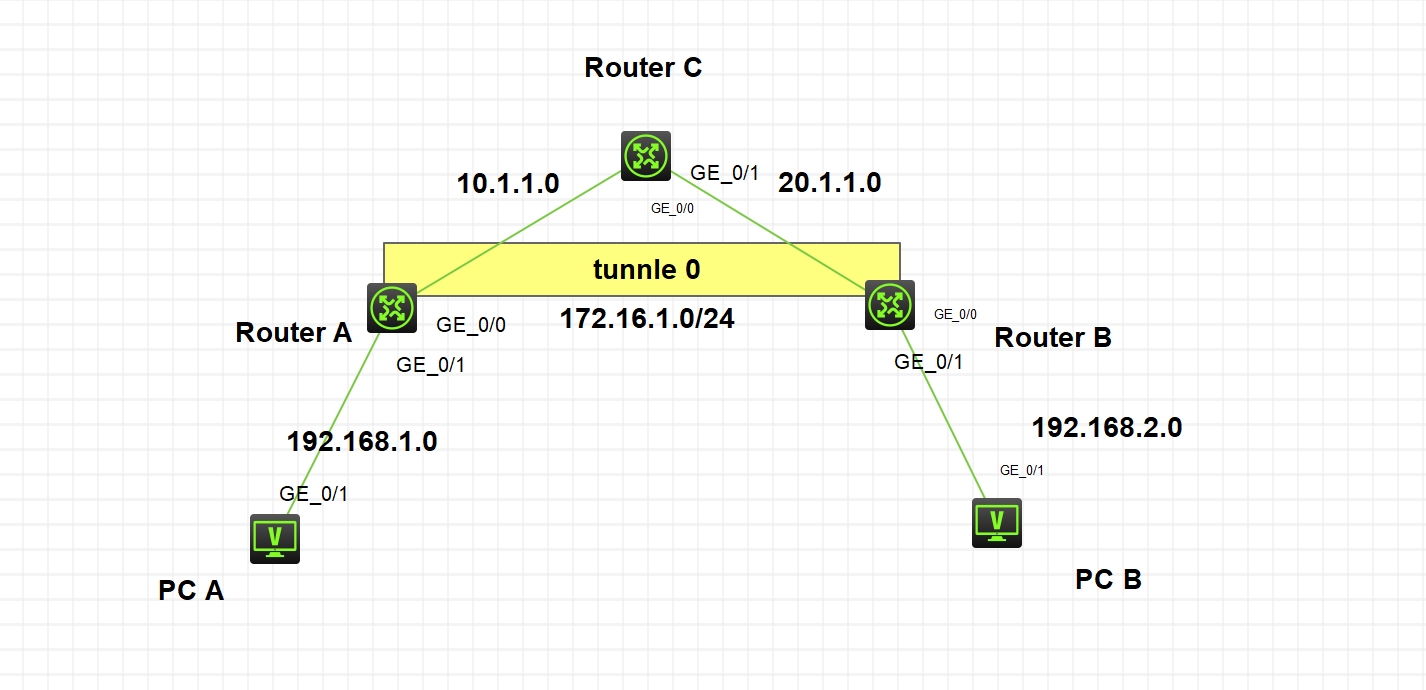 Router C
10.1.1.0
GE_0/1
20.1.1.0
GE_0/0
tunnle 0
172.16.1.0/24
Router A
GE_0/0
GE_0/0
Router B
GE_0/1
GE_0/1
192.168.1.0
192.168.2.0
GE_0/1
GE_0/1
V
V
PC A
PC B